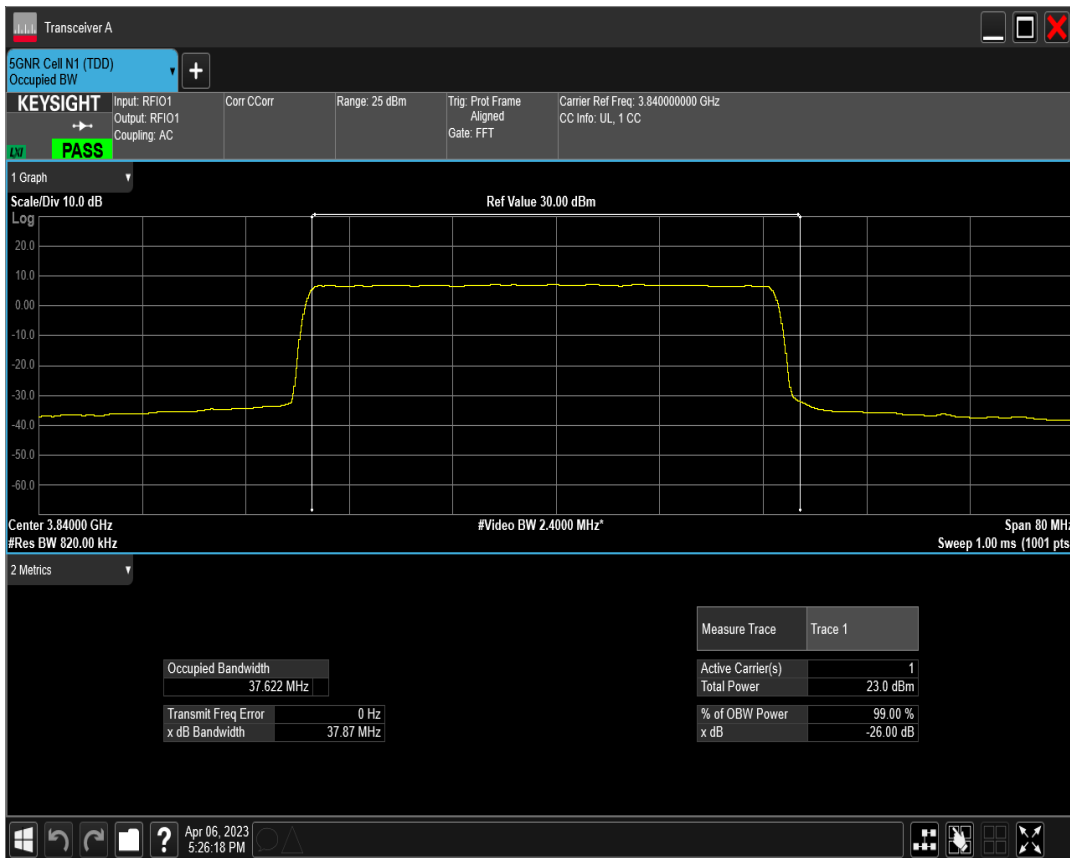 Transceiver A
5GNR Cell N1 (TDD)
Occupied BW
KEYSIGHT
LXI
PASS
Input: RFIO1
Output: RFIO1
Coupling: AC
Corr CCorr
Range: 25 dBm
Trig: Prot Frame
Aligned
Gate: FFT
Carrier Ref Freq: 3.840000000 GHz
CC Info: UL, 1 CC
1 Graph
Scale/Div 10.0 dB
Ref Value 30.00 dBm
Log
20.0
10.0
0.00
-10.0
-20.0
-30.0
-40.0
-50.0
-60.0
Center 3.84000 GHz
#Video BW 2.4000 MHz*
Span 80 MHz
#Res BW 820.00 kHz
Sweep 1.00 ms (1001 pts
2 Metrics
Measure Trace Trace 1
Occupied Bandwidth
37.622 MHz
Active Carrier(s) 1
Total Power 23.0 dBm
Transmit Freq Error 0 Hz
x dB Bandwidth 37.87 MHz
% of OBW Power 99.00 %
x dB -26.00 dB
?
Apr 06, 2023
5:26:18 PM